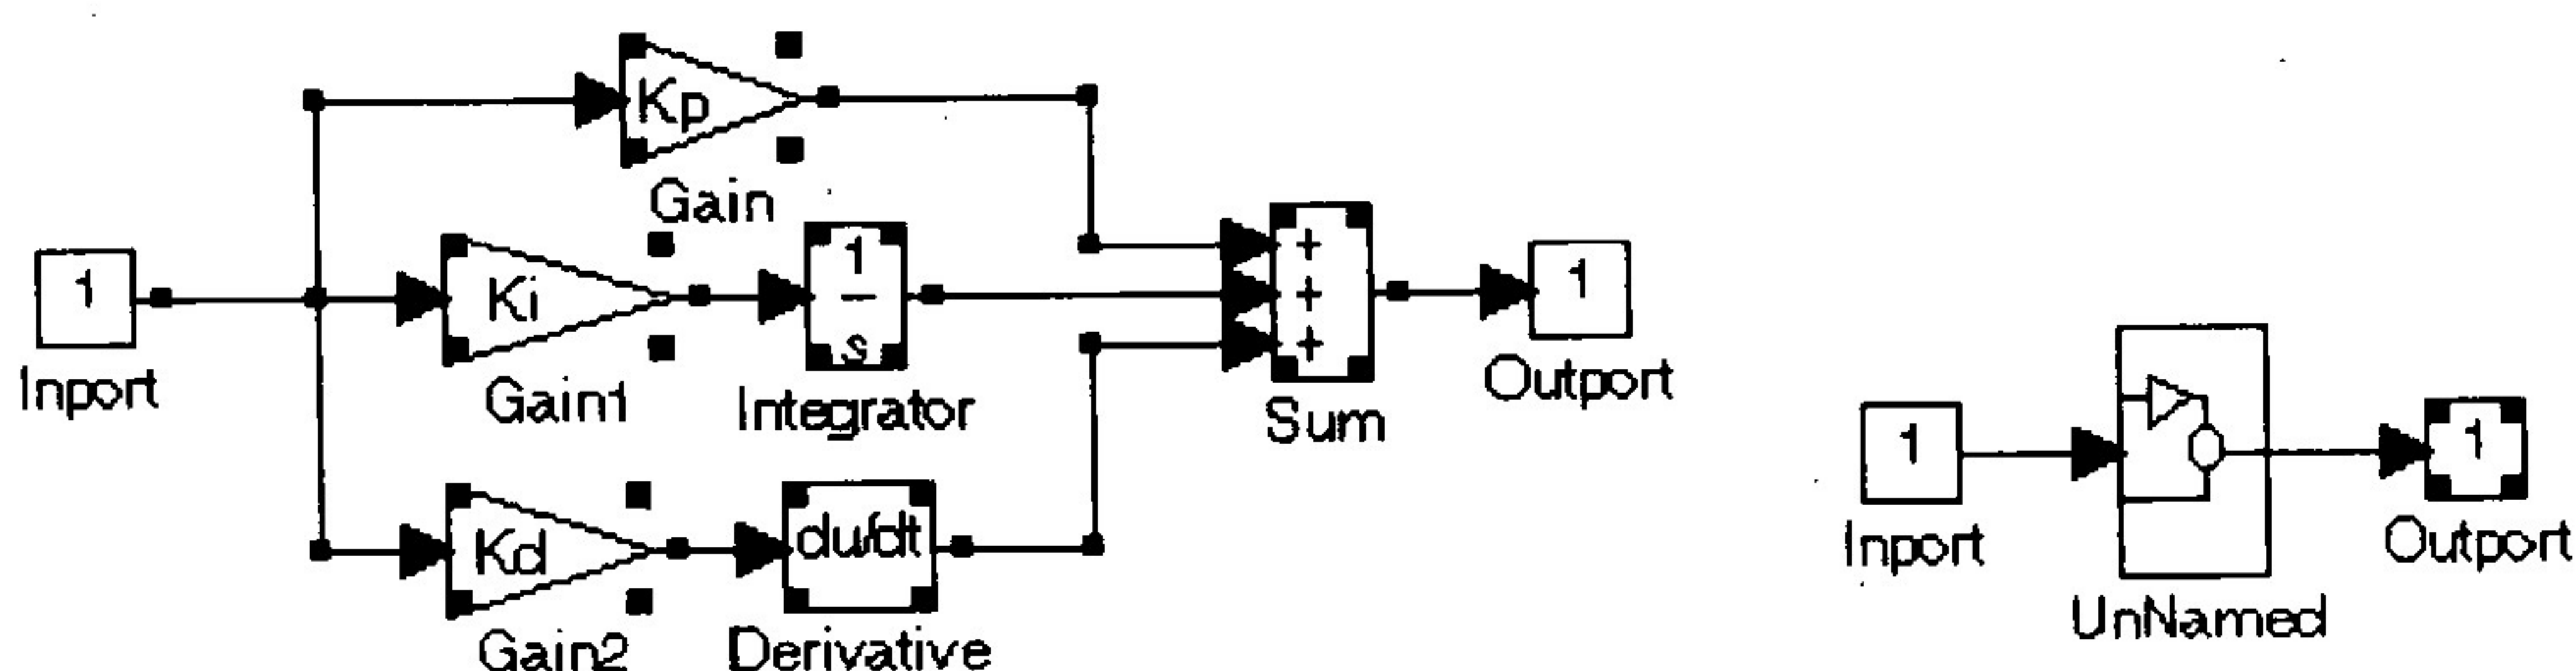 Kp
Gain
1
Inport
Ki
Gain1
1
s
Integrator
+
+
+
Sum
1
Outport
Kd
Gain2
du/dt
Derivative
1
Inport
UnNamed
1
Outport